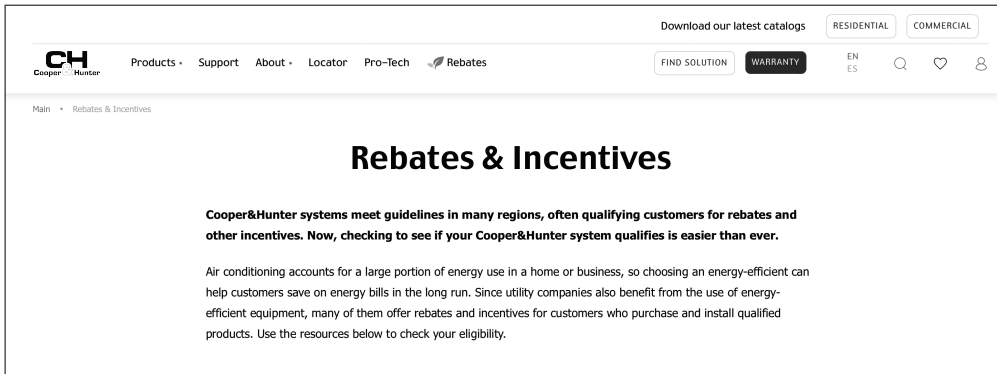 Download our latest catalogs RESIDENTIAL COMMERCIAL
CH
Cooper Hunter
Products Support About Locator Pro-Tech Rebates FIND SOLUTION WARRANTY EN
ES
Main • Rebates & Incentives
Rebates & Incentives
Cooper&Hunter systems meet guidelines in many regions, often qualifying customers for rebates and
other incentives. Now, checking to see if your Cooper&Hunter system qualifies is easier than ever.
Air conditioning accounts for a large portion of energy use in a home or business, so choosing an energy-efficient can
help customers save on energy bills in the long run. Since utility companies also benefit from the use of energy-
efficient equipment, many of them offer rebates and incentives for customers who purchase and install qualified
products. Use the resources below to check your eligibility.